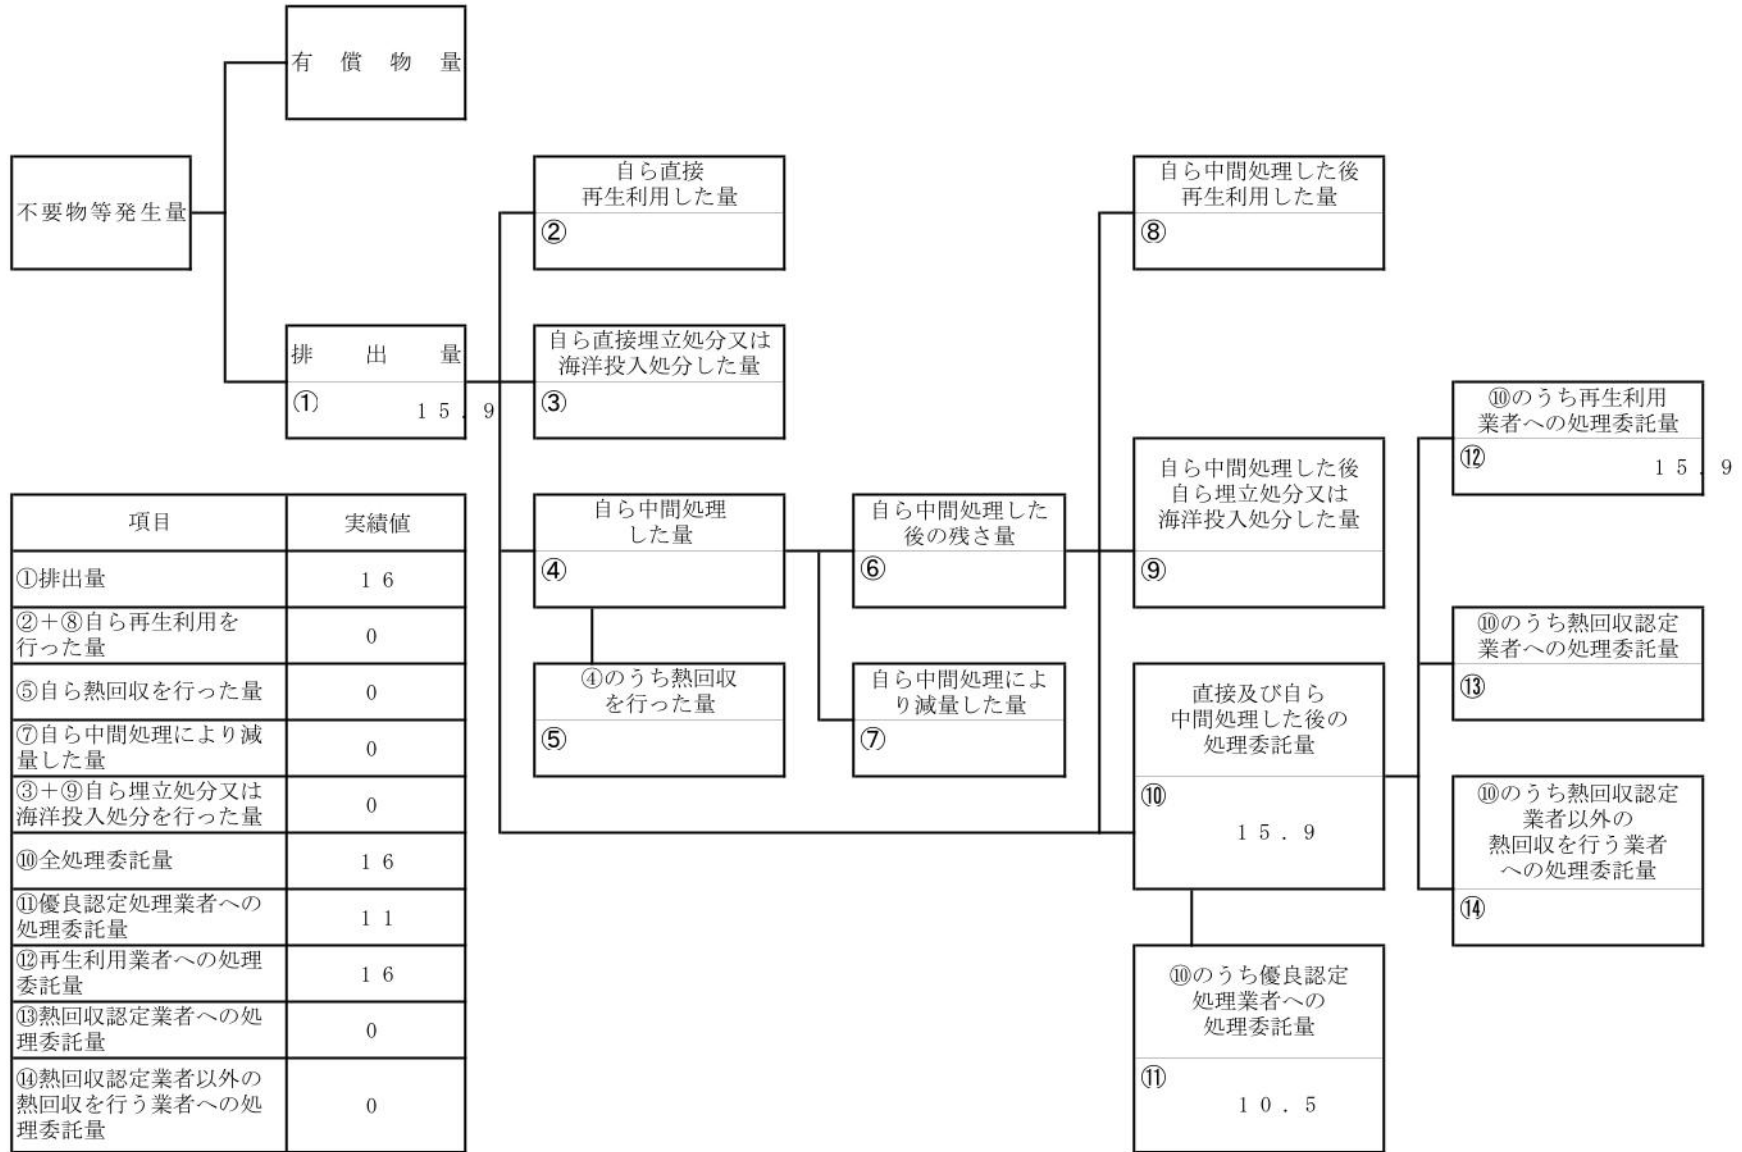 有償物量
不要物等発生量
自ら直接
再生利用した量
②
自ら中間処理した後
再生利用した量
⑧
排出量
①
15.9
自ら直接埋立処分又は
海洋投入処分した量
③
⑩のうち再生利用
業者への処理委託量
⑫
15.9
自ら中間処理
した量
④
自ら中間処理した
後の残さ量
⑥
自ら中間処理した後
自ら埋立処分又は
海洋投入処分した量
⑨
④のうち熱回収
を行った量
⑤
自ら中間処理によ
り減量した量
⑦
直接及び自ら
中間処理した後の
処理委託量
⑩
15.9
⑩のうち熱回収認定
業者への処理委託量
⑬
⑩のうち熱回収認定
業者以外の
熱回収を行う業者
への処理委託量
⑭
⑩のうち優良認定
処理業者への
処理委託量
⑪
10.5
項目 実績値
①排出量 16
②+⑧自ら再生利用を
行った量 0
⑤自ら熱回収を行った量 0
⑦自ら中間処理により減
量した量 0
③+⑨自ら埋立処分又は
海洋投入処分を行った量 0
⑩全処理委託量 16
⑪優良認定処理業者への
処理委託量 11
⑫再生利用業者への処理
委託量 16
⑬熱回収認定業者への処
理委託量 0
⑭熱回収認定業者以外の
熱回収を行う業者への処
理委託量 0